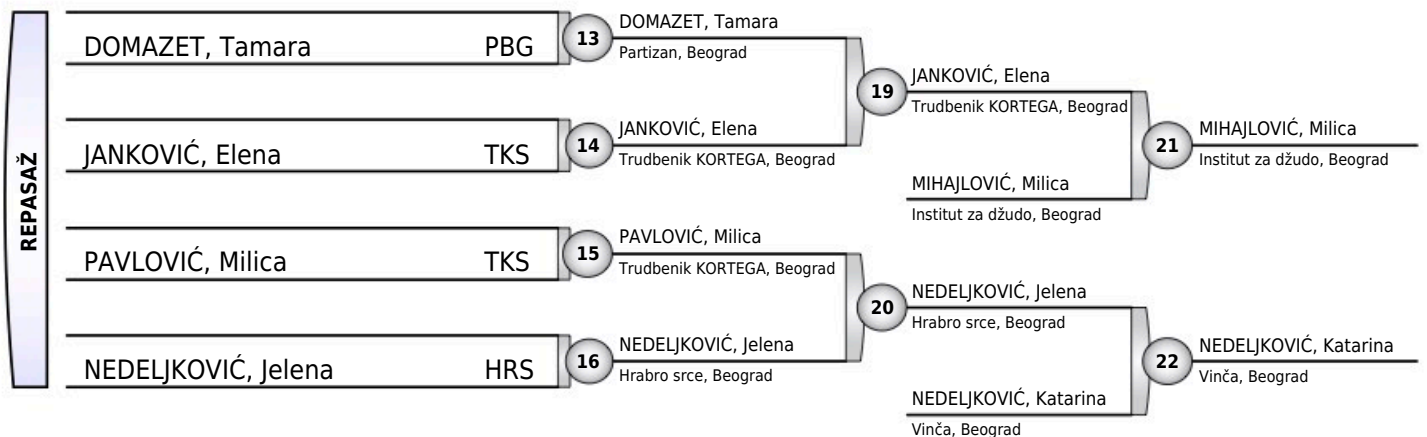 REPASAŽ
DOMAZET, Tamara PBG
13
DOMAZET, Tamara
Partizan, Beograd
JANKOVIĆ, Elena TKS
14
JANKOVIĆ, Elena
Trudbenik KORTEGA, Beograd
19
JANKOVIĆ, Elena
Trudbenik KORTEGA, Beograd
MIHAJLOVIĆ, Milica
Institut za džudo, Beograd
21
MIHAJLOVIĆ, Milica
Institut za džudo, Beograd
PAVLOVIĆ, Milica TKS
15
PAVLOVIĆ, Milica
Trudbenik KORTEGA, Beograd
NEDELJKOVIĆ, Jelena HRS
16
NEDELJKOVIĆ, Jelena
Hrabro srce, Beograd
20
NEDELJKOVIĆ, Jelena
Hrabro srce, Beograd
NEDELJKOVIĆ, Katarina
Vinča, Beograd
22
NEDELJKOVIĆ, Katarina
Vinča, Beograd